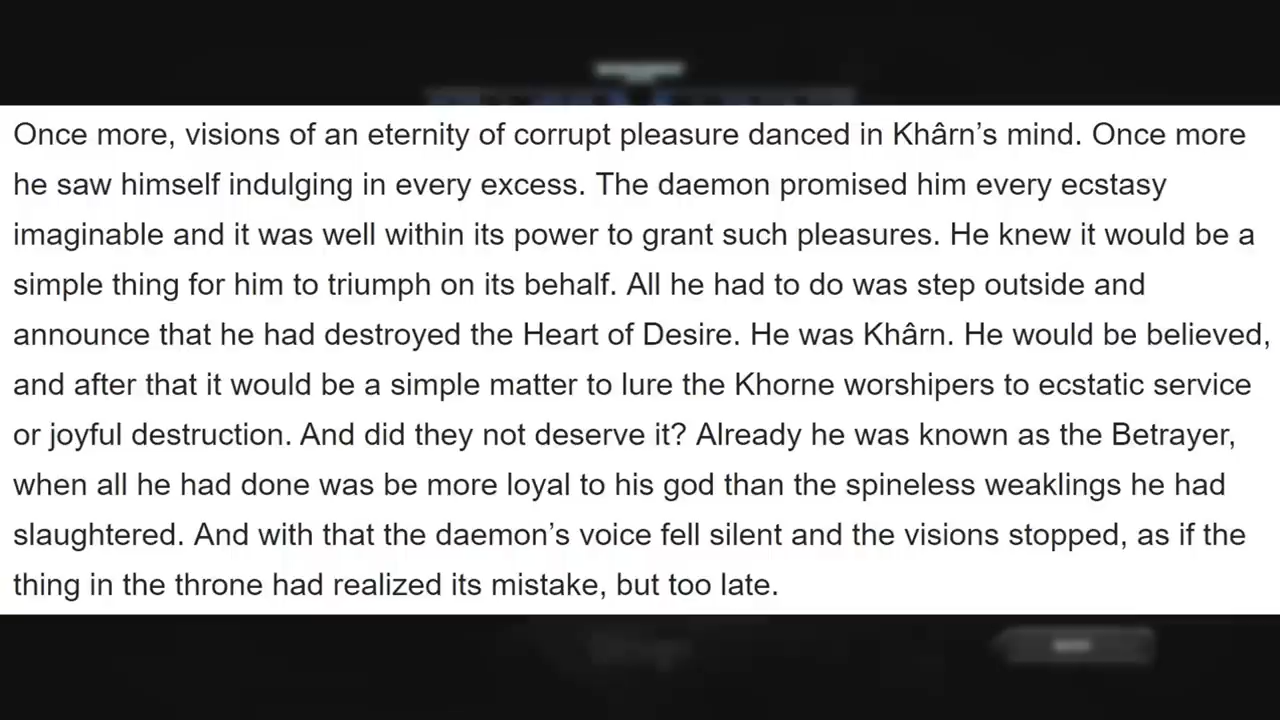 Once more, visions of an eternity of corrupt pleasure danced in Khârn’s mind. Once more
he saw himself indulging in every excess. The daemon promised him every ecstasy
imaginable and it was well within its power to grant such pleasures. He knew it would be a
simple thing for him to triumph on its behalf. All he had to do was step outside and
announce that he had destroyed the Heart of Desire. He was Khârn. He would be believed,
and after that it would be a simple matter to lure the Khorne worshipers to ecstatic service
or joyful destruction. And did they not deserve it? Already he was known as the Betrayer,
when all he had done was be more loyal to his god than the spineless weaklings he had
slaughtered. And with that the daemon’s voice fell silent and the visions stopped, as if the
thing in the throne had realized its mistake, but too late.